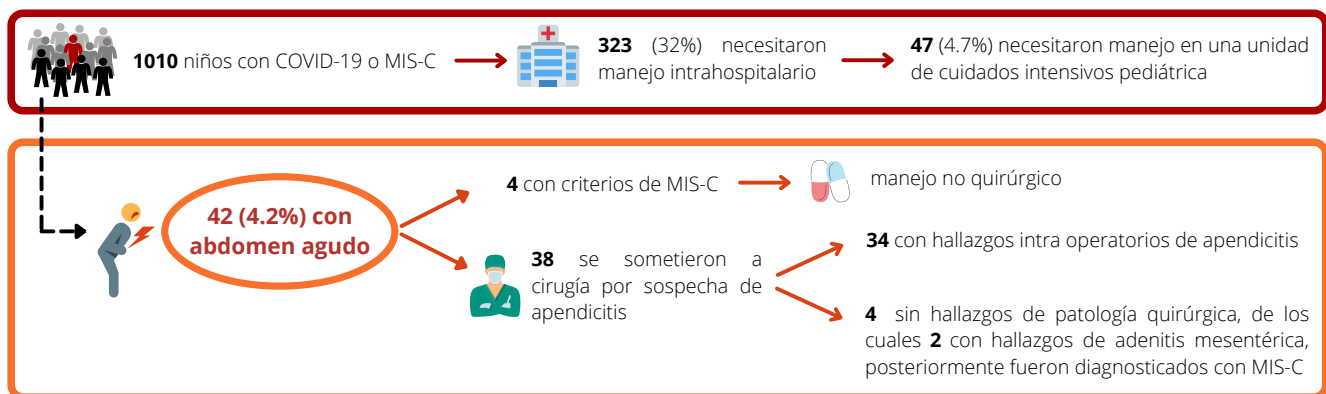 1010 niños con COVID-19 o MIS-C
323 (32%) necesitaron
manejo intrahospitalario
47 (4.7%) necesitaron manejo en una unidad
de cuidados intensivos pediátrica
42 (4.2%) con
abdomen agudo
4 con criterios de MIS-C
manejo no quirúrgico
38 se sometieron a
cirugía por sospecha de
apendicitis
34 con hallazgos intra operatorios de apendicitis
4 sin hallazgos de patología quirúrgica, de los
cuales 2 con hallazgos de adenitis mesentérica,
posteriormente fueron diagnosticados con MIS-C